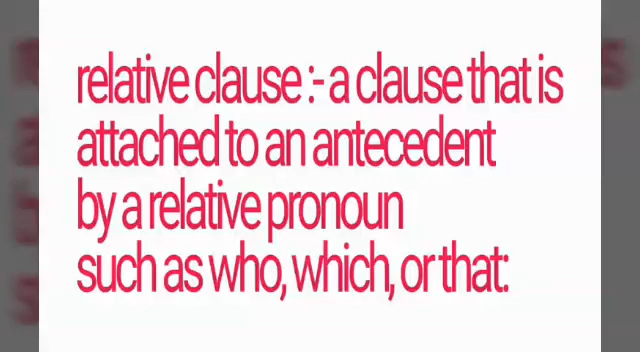 relative clause :- a clause that is
attached to an antecedent
by a relative pronoun
such as who, which, or that: